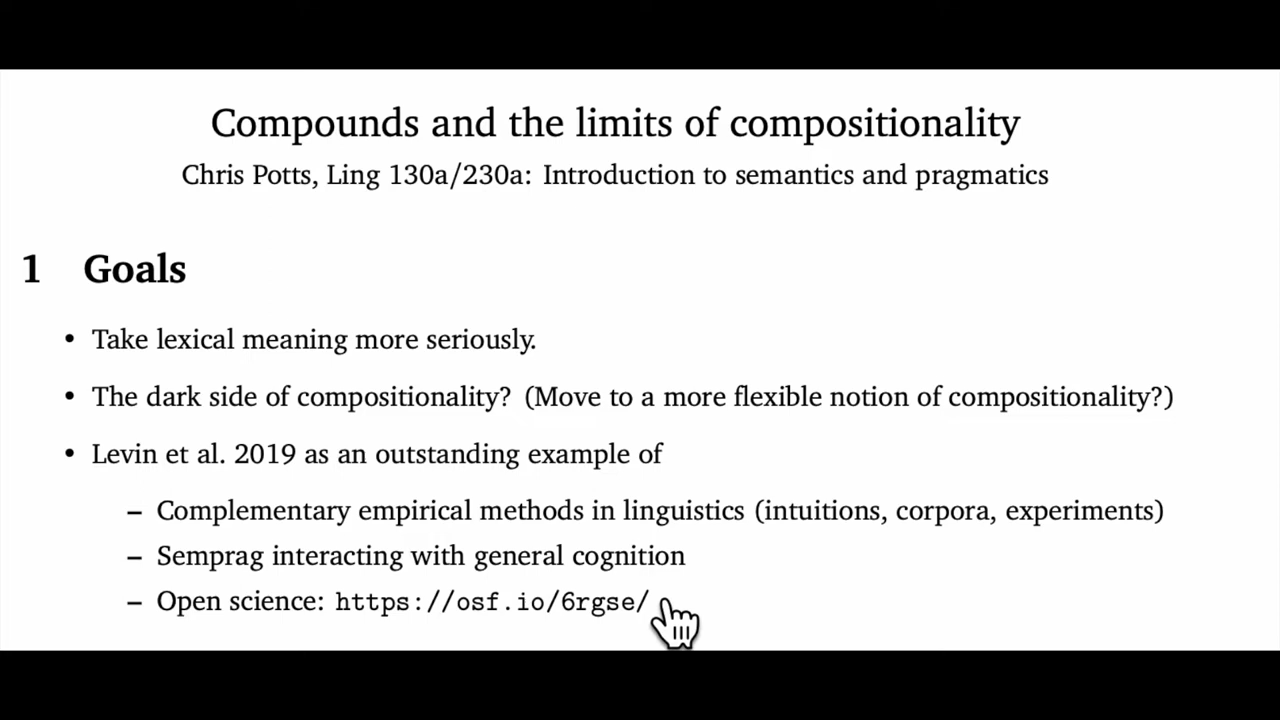 Compounds and the limits of compositionality
Chris Potts, Ling 130a/230a: Introduction to semantics and pragmatics
1 Goals
• Take lexical meaning more seriously.
• The dark side of compositionality? (Move to a more flexible notion of compositionality?)
• Levin et al. 2019 as an outstanding example of
– Complementary empirical methods in linguistics (intuitions, corpora, experiments)
– Semprag interacting with general cognition
– Open science: https://osf.io/6rgse/